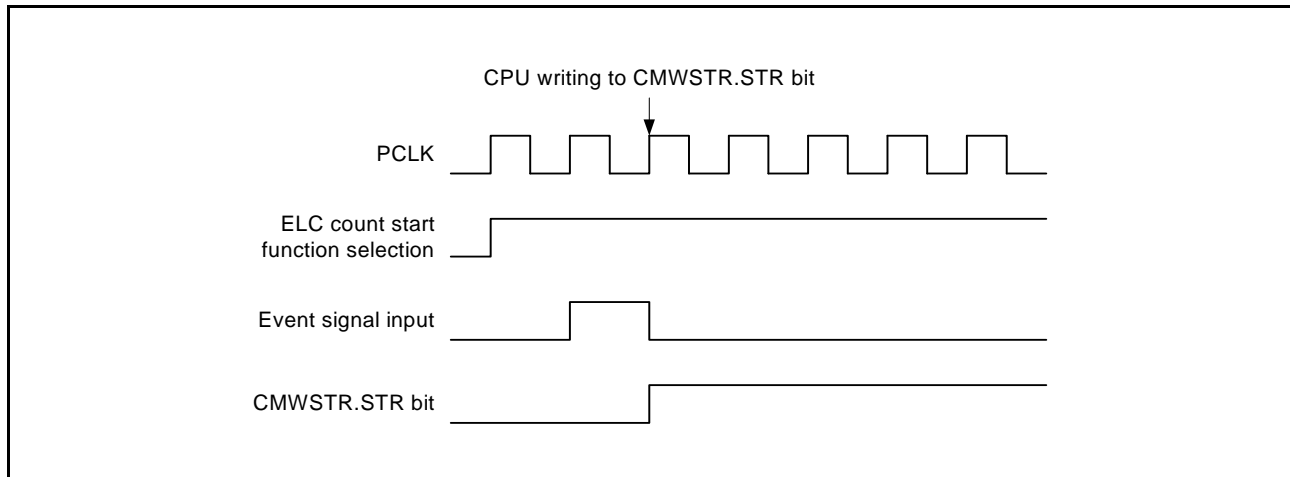 CPU writing to CMWSTR.STR bit
PCLK
ELC count start
function selection
Event signal input
CMWSTR.STR bit